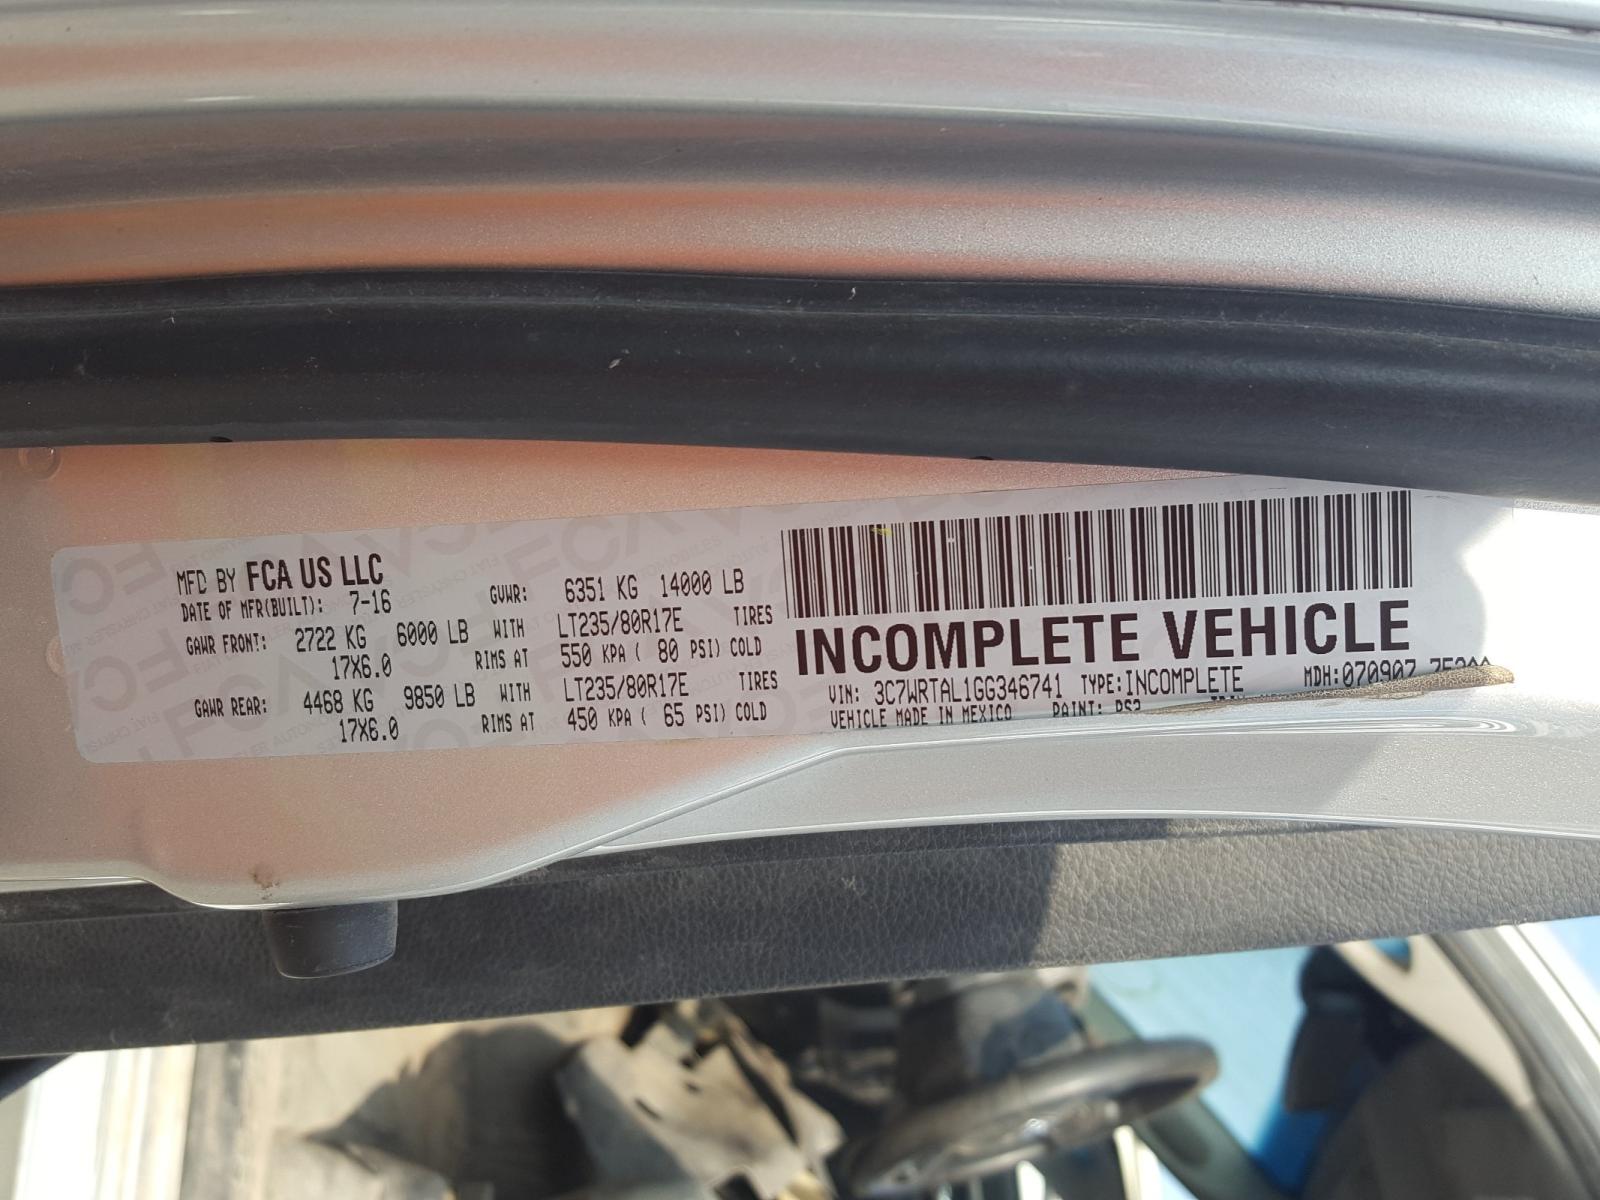 MFD BY FCA US LLC
DATE OF MFR(BUILT): 7-16 GVWR: 6351 KG 14000 LB
GAWR FRONT: 2722 KG 6000 LB WITH LT235/80R17E TIRES
17X6.0 RIMS AT 550 KPA ( 80 PSI) COLD
GAWR REAR: 4468 KG 9850 LB WITH LT235/80R17E TIRES
17X6.0 RIMS AT 450 KPA ( 65 PSI) COLD
INCOMPLETE VEHICLE
VIN: 3C7WRTAL1GG346741 TYPE:INCOMPLETE MDH:070907
VEHICLE MADE IN MEXICO PAINT: PS2